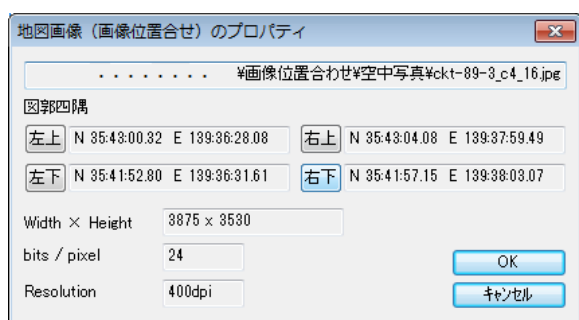 地図画像（画像位置合せ）のプロパティ
. . . . . . . . ¥画像位置合わせ¥空中写真¥ckt-89-3_c4_16.jpg
図郭四隅
左上 N 35:43:00.32 E 139:36:28.08 右上 N 35:43:04.08 E 139:37:59.49
左下 N 35:41:52.80 E 139:36:31.61 右下 N 35:41:57.15 E 139:38:03.07
Width × Height 3875 x 3530
bits / pixel 24
OK
Resolution 400dpi
キャンセル